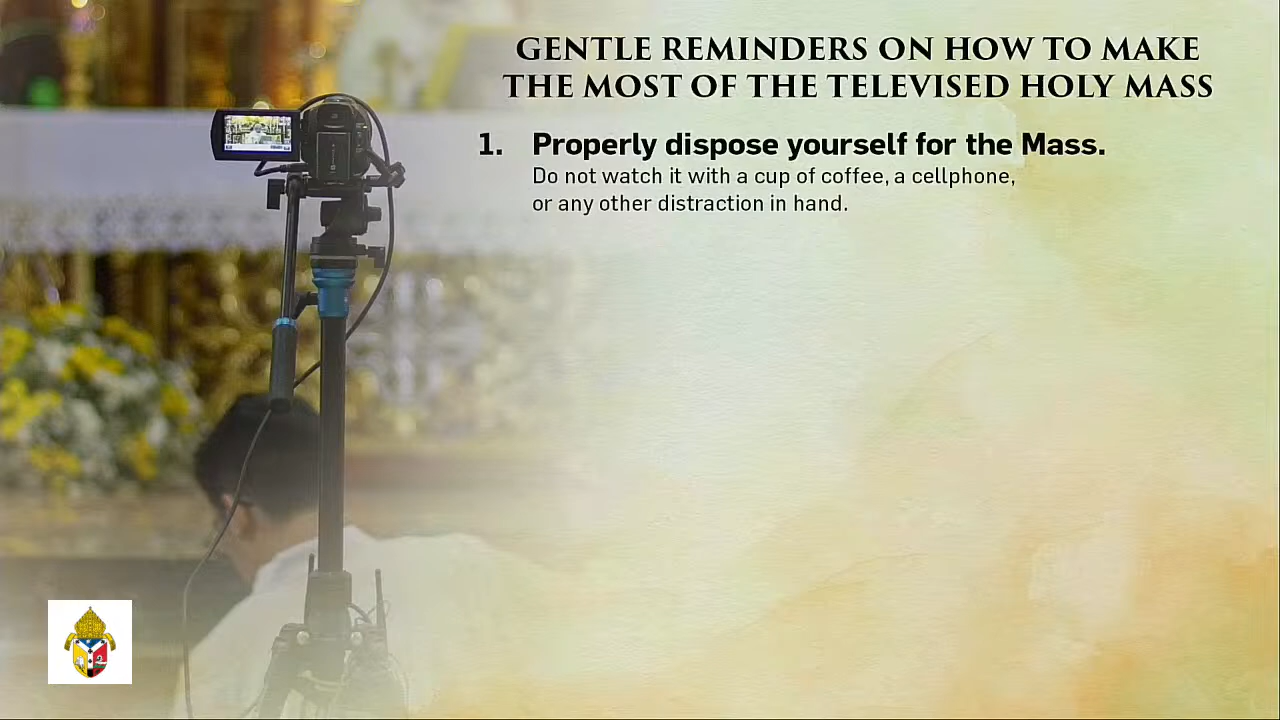 GENTLE REMINDERS ON HOW TO MAKE
THE MOST OF THE TELEVISED HOLY MASS
1. Properly dispose yourself for the Mass.
Do not watch it with a cup of coffee, a cellphone,
or any other distraction in hand.